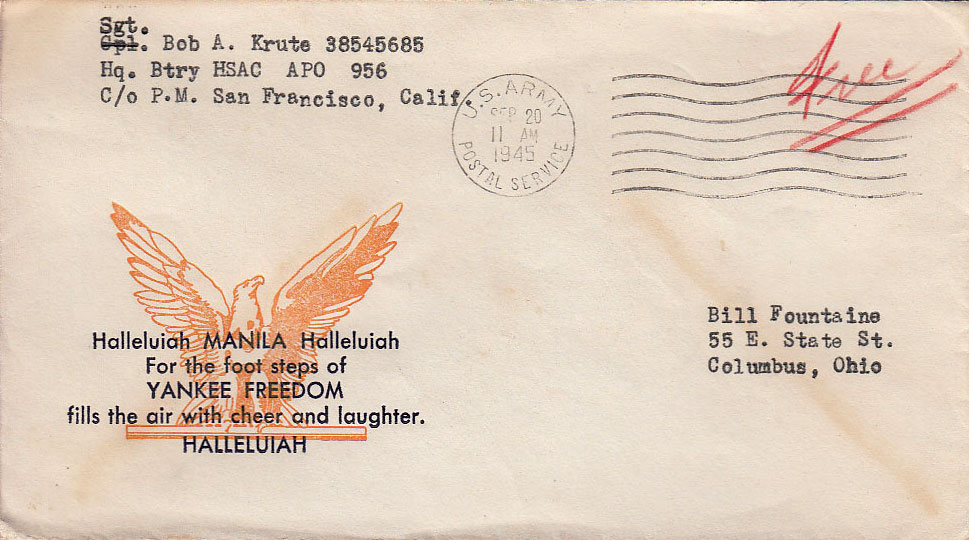 Sgt.
Cpl. Bob A. Krute 38545685
Hq. Btry HSAC APO 956
C/o P.M. San Francisco, Calif.
U.S. ARMY
SEP 20
11 AM
1945
POSTAL SERVICE
Free
Halleluiah MANILA Halleluiah
For the foot steps of
YANKEE FREEDOM
fills the air with cheer and laughter.
HALLELUIAH
Bill Fountaine
55 E. State St.
Columbus, Ohio